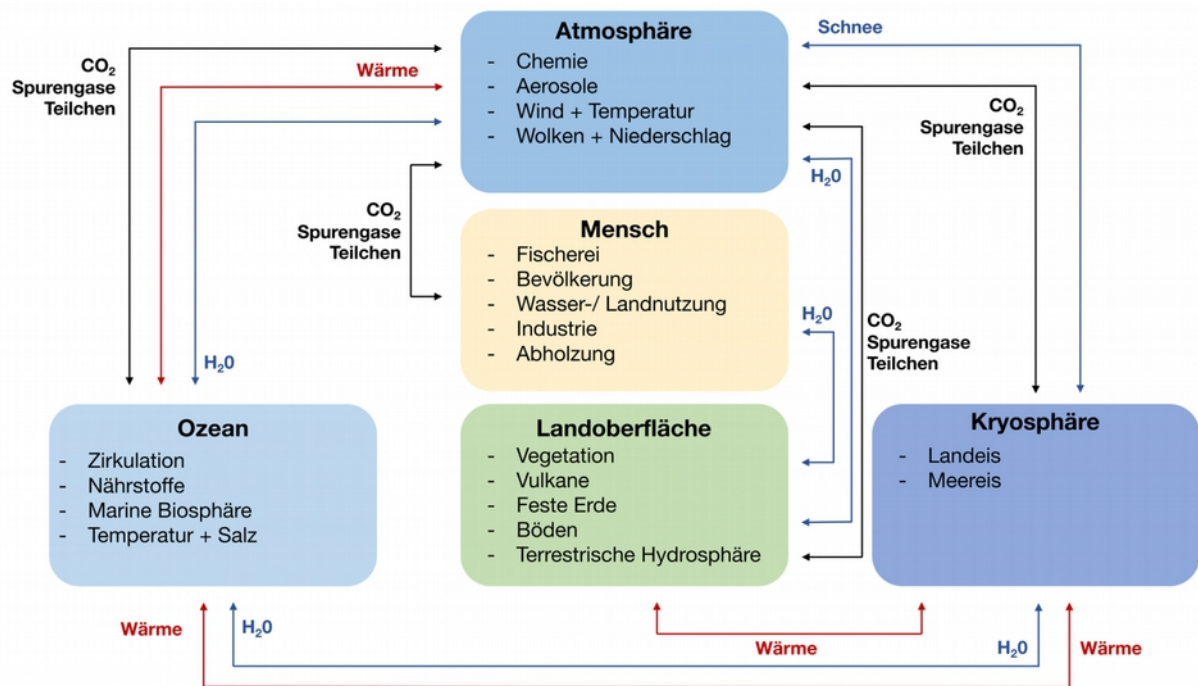 Atmosphäre
- Chemie
- Aerosole
- Wind + Temperatur
- Wolken + Niederschlag
CO₂
Spurengase
Teilchen
Wärme
H₂0
CO₂
Spurengase
Teilchen
Schnee
CO₂
Spurengase
Teilchen
H₂0
Mensch
- Fischerei
- Bevölkerung
- Wasser-/ Landnutzung
- Industrie
- Abholzung
H₂0
CO₂
Spurengase
Teilchen
Ozean
- Zirkulation
- Nährstoffe
- Marine Biosphäre
- Temperatur + Salz
Landoberfläche
- Vegetation
- Vulkane
- Feste Erde
- Böden
- Terrestrische Hydrosphäre
Kryosphäre
- Landeis
- Meereis
Wärme
H₂0
Wärme
H₂0
Wärme